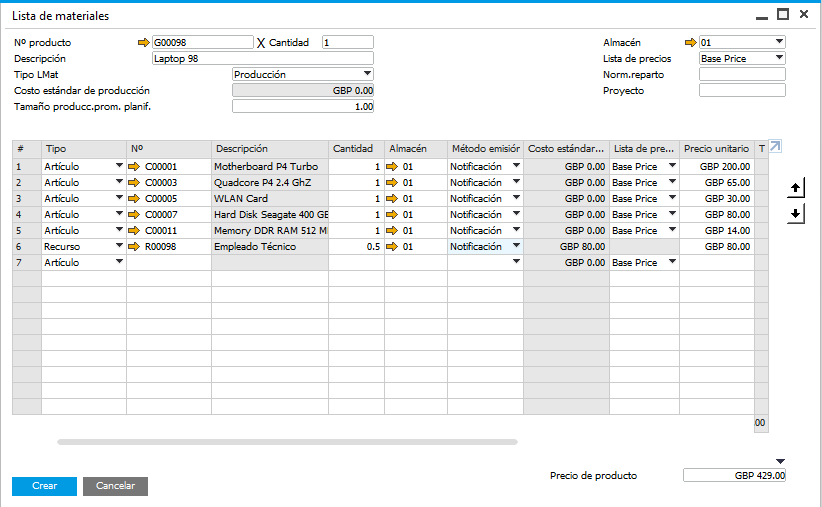 Lista de materiales
Nº producto G00098 X Cantidad 1 Almacén 01
Descripción Laptop 98 Lista de precios Base Price
Tipo LMat Producción Norm.reparto
Costo estándar de producción GBP 0.00 Proyecto
Tamaño producc.prom. planif. 1.00
# Tipo Nº Descripción Cantidad Almacén Método emisiór Costo estándar... Lista de pre... Precio unitario T
1 Artículo C00001 Motherboard P4 Turbo 1 01 Notificación GBP 0.00 Base Price GBP 200.00
2 Artículo C00003 Quadcore P4 2.4 GhZ 1 01 Notificación GBP 0.00 Base Price GBP 65.00
3 Artículo C00005 WLAN Card 1 01 Notificación GBP 0.00 Base Price GBP 30.00
4 Artículo C00007 Hard Disk Seagate 400 GE 1 01 Notificación GBP 0.00 Base Price GBP 80.00
5 Artículo C00011 Memory DDR RAM 512 M 1 01 Notificación GBP 0.00 Base Price GBP 14.00
6 Recurso R00098 Empleado Técnico 0.5 01 Notificación GBP 80.00 GBP 80.00
7 Artículo GBP 0.00 Base Price
00
Precio de producto GBP 429.00
Crear Cancelar